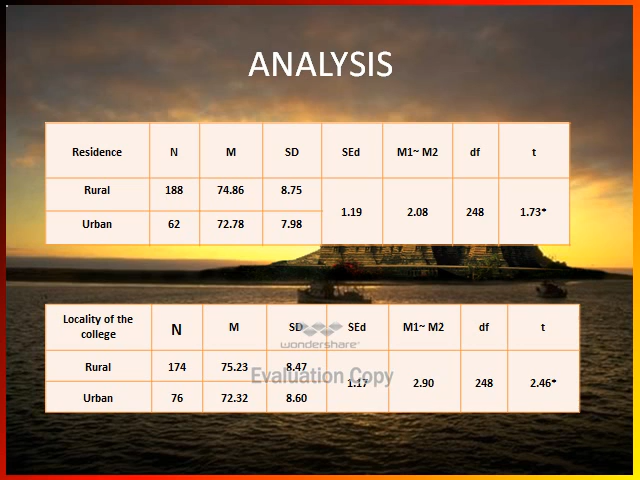 ANALYSIS
Residence N M SD SEd M1~ M2 df t
Rural 188 74.86 8.75
1.19 2.08 248 1.73*
Urban 62 72.78 7.98
Locality of the
college N M SD SEd M1~ M2 df t
wondershare
Rural 174 75.23 8.47
Evaluation Copy
1.17 2.90 248 2.46*
Urban 76 72.32 8.60